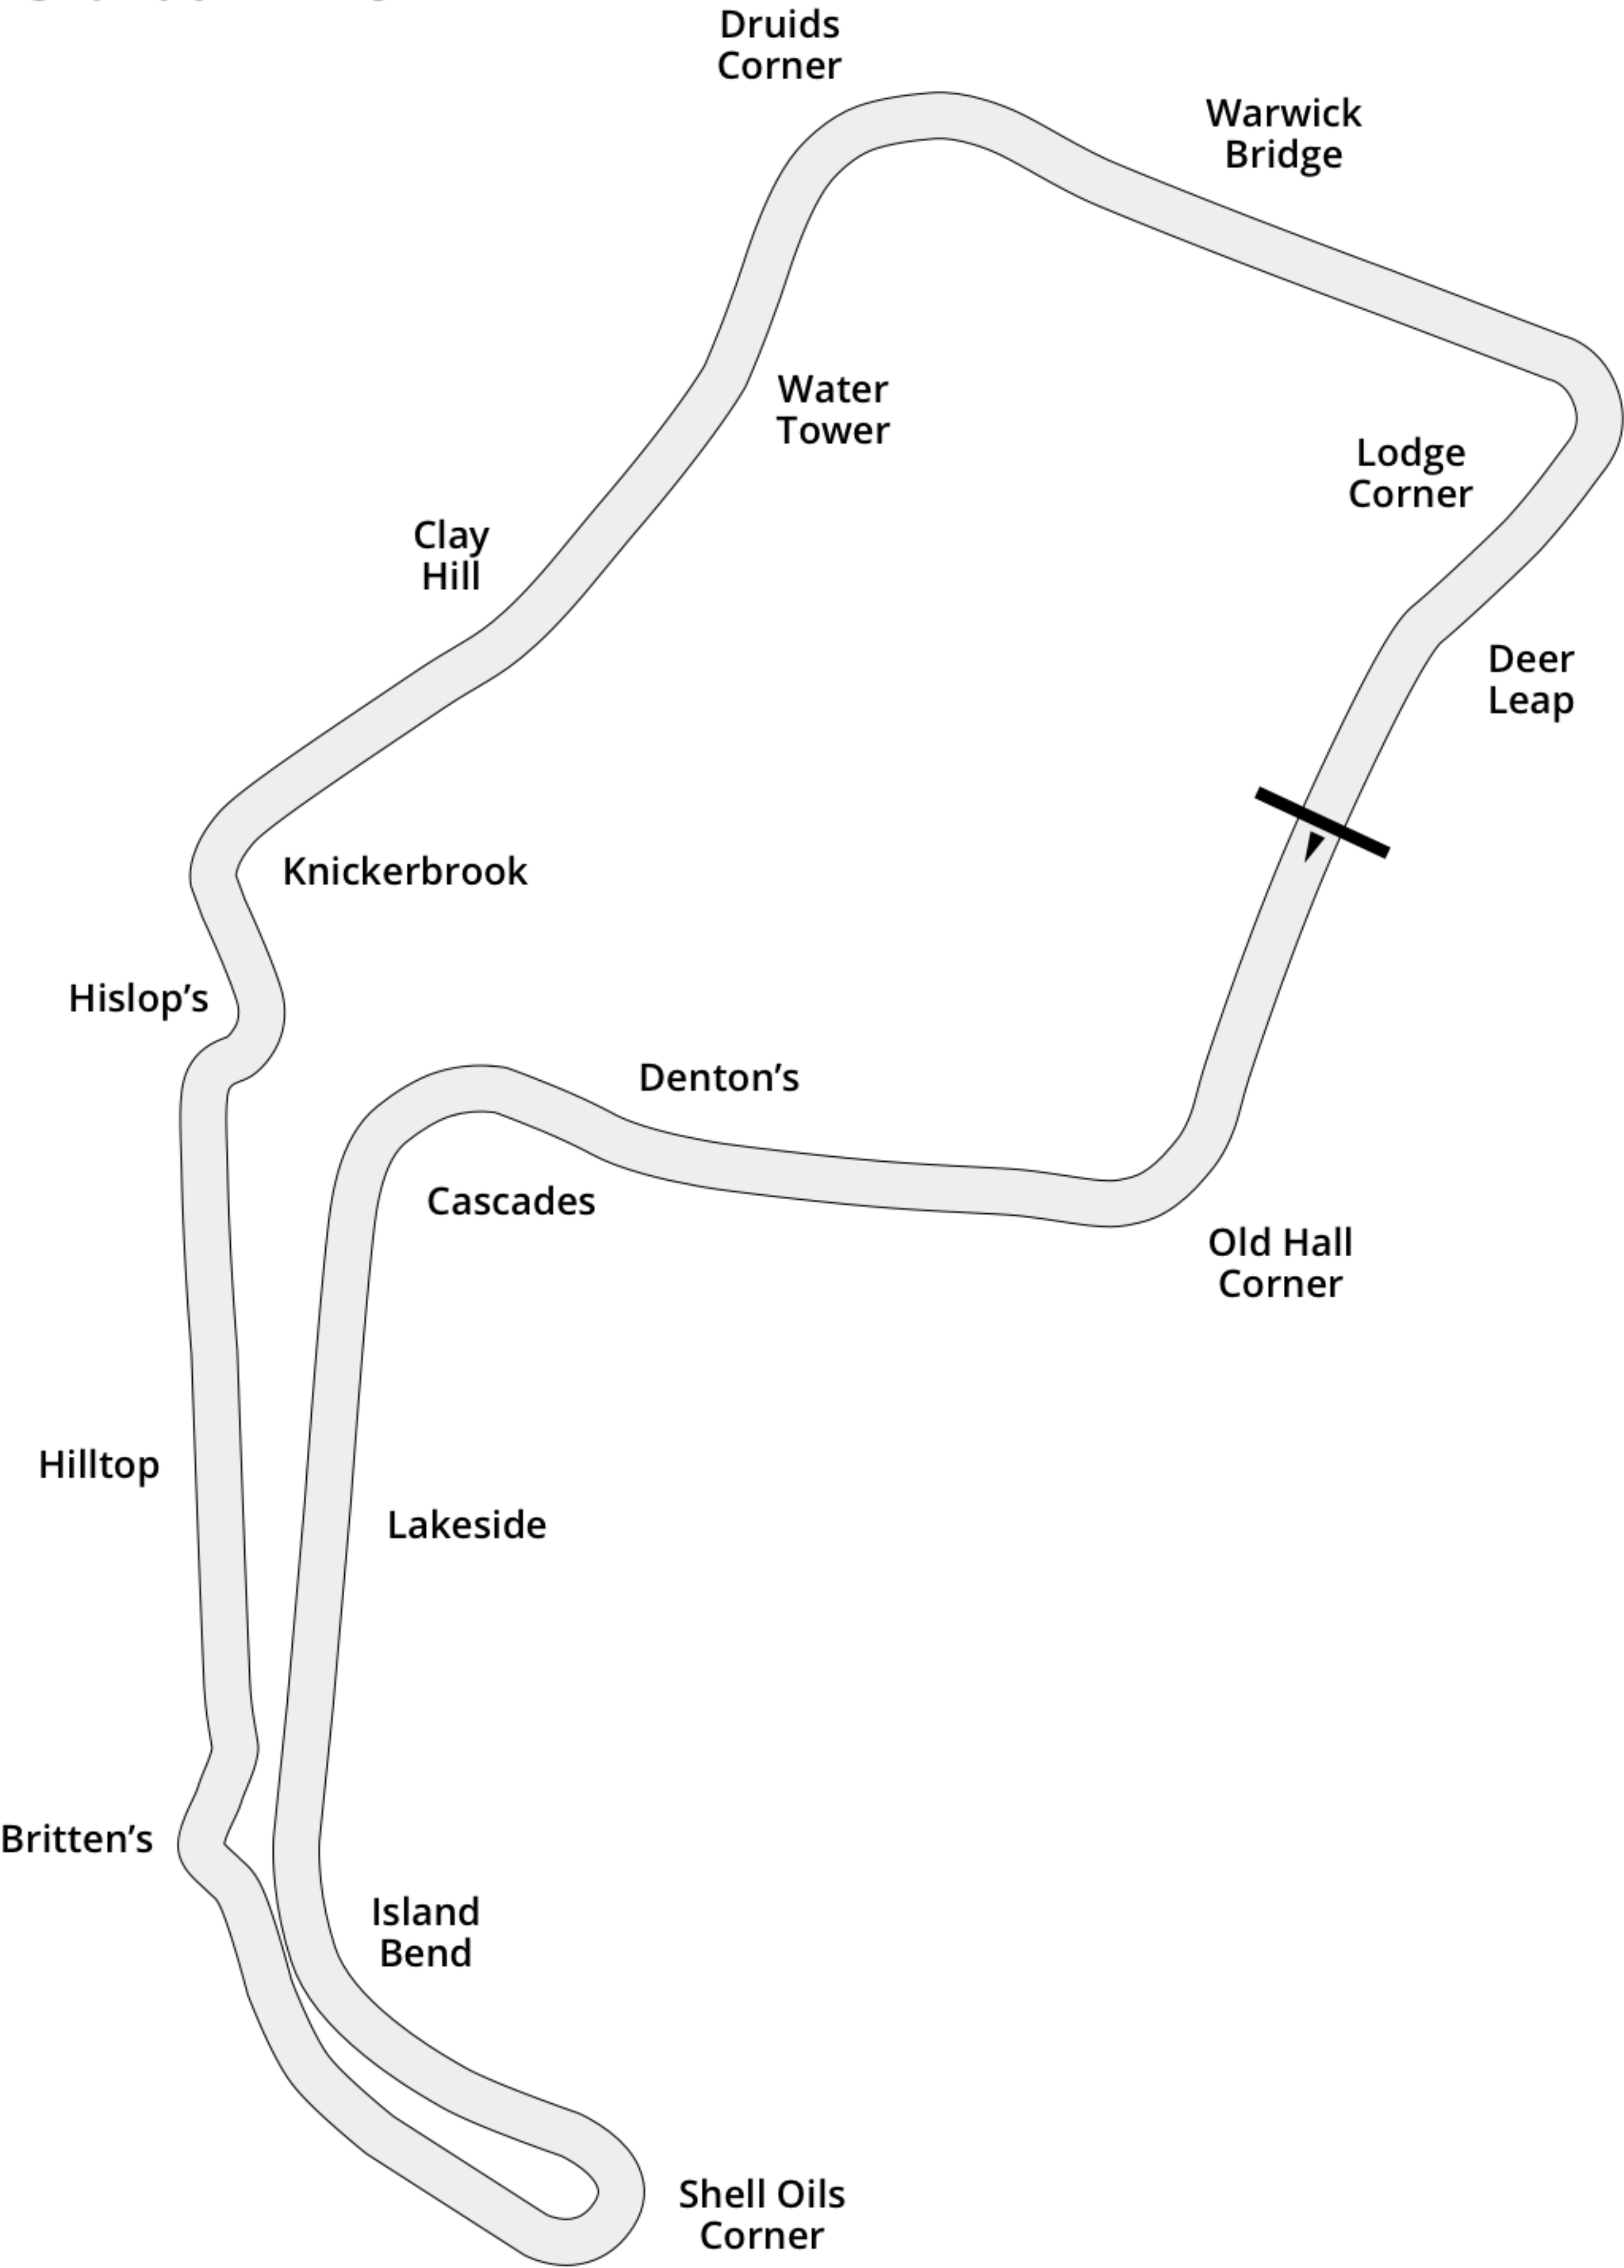 Druids
Corner
Warwick
Bridge
Water
Tower
Lodge
Corner
Clay
Hill
Deer
Leap
Knickerbrook
Hislop’s
Denton’s
Cascades
Old Hall
Corner
Hilltop
Lakeside
Britten’s
Island
Bend
Shell Oils
Corner